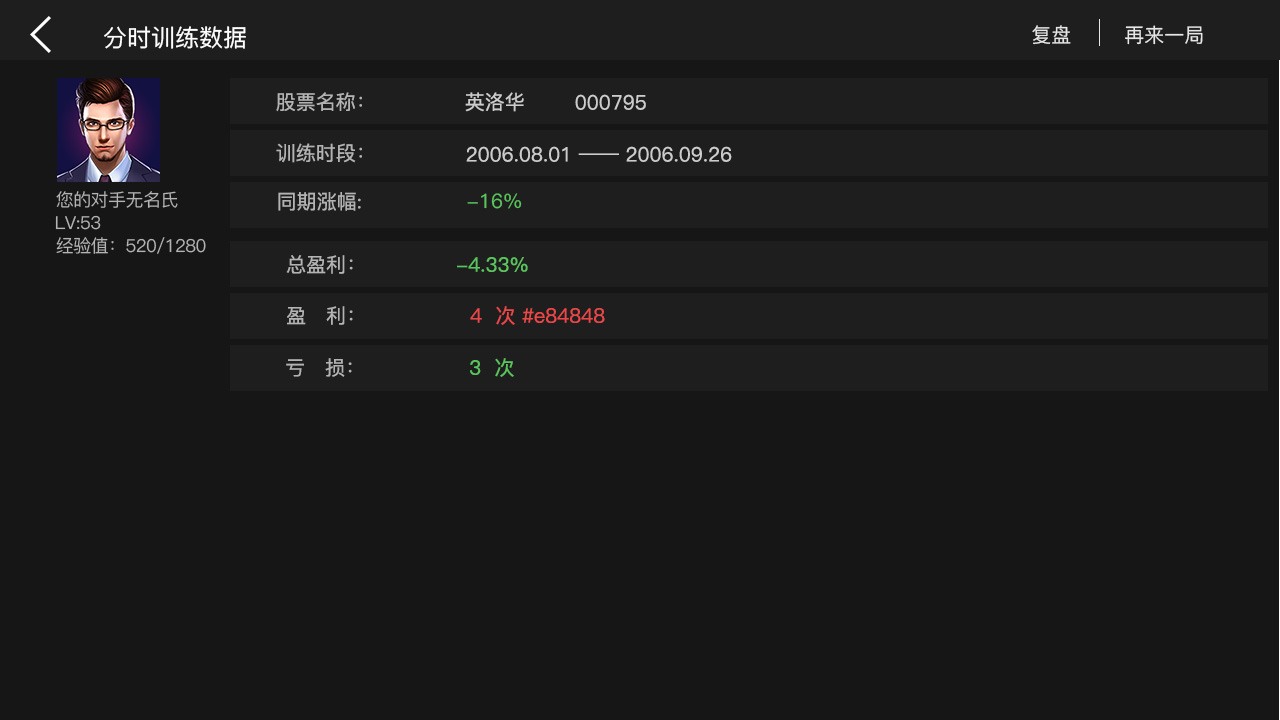 分时训练数据 复盘 再来一局
您的对手无名氏
LV:53
经验值：520/1280
股票名称： 英洛华 000795
训练时段： 2006.08.01 —— 2006.09.26
同期涨幅: -16%
总盈利： -4.33%
盈 利： 4 次 #e84848
亏 损： 3 次